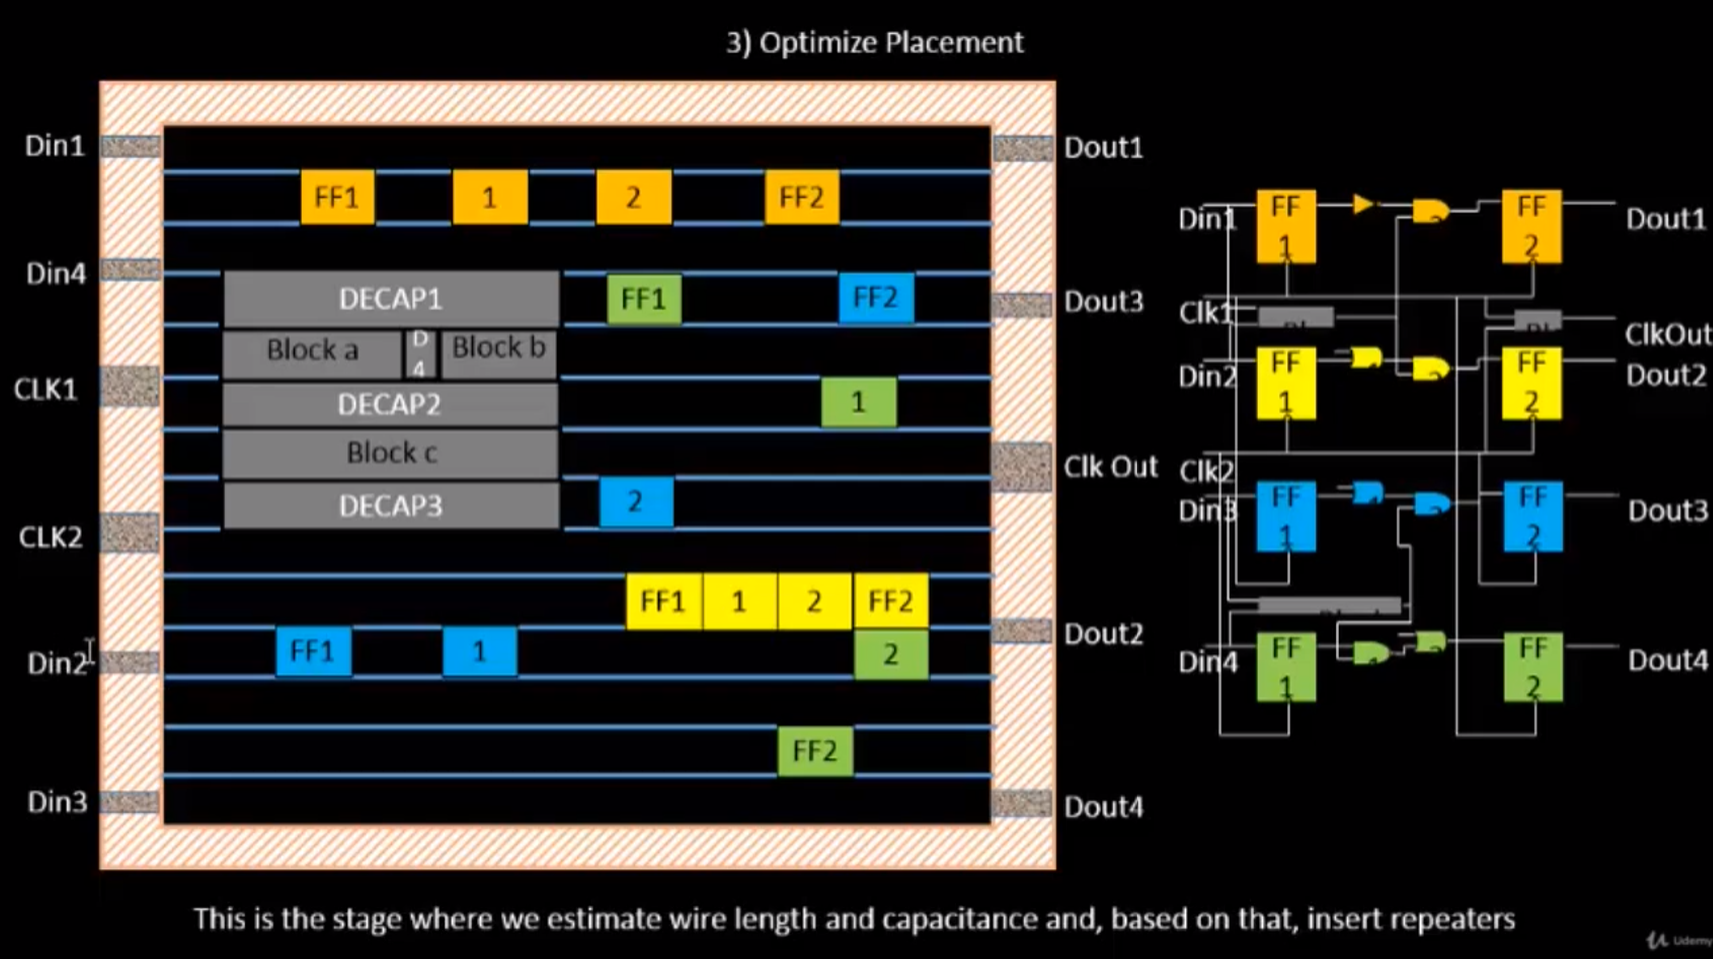 3) Optimize Placement
Din1
Dout1
FF1 1 2 FF2
Din4
DECAP1
FF1
FF2
Dout3
Block a
D
4
Block b
CLK1
DECAP2
1
Block c
Clk Out
DECAP3
2
CLK2
FF1 1 2 FF2
Din2
FF1
1
2
Dout2
FF2
Din3
Dout4
Din1
FF
1
FF
2
Dout1
Clk1
ClkOut
Din2
FF
1
FF
2
Dout2
Clk2
Din3
FF
1
FF
2
Dout3
Din4
FF
1
FF
2
Dout4
This is the stage where we estimate wire length and capacitance and, based on that, insert repeaters
Udemy